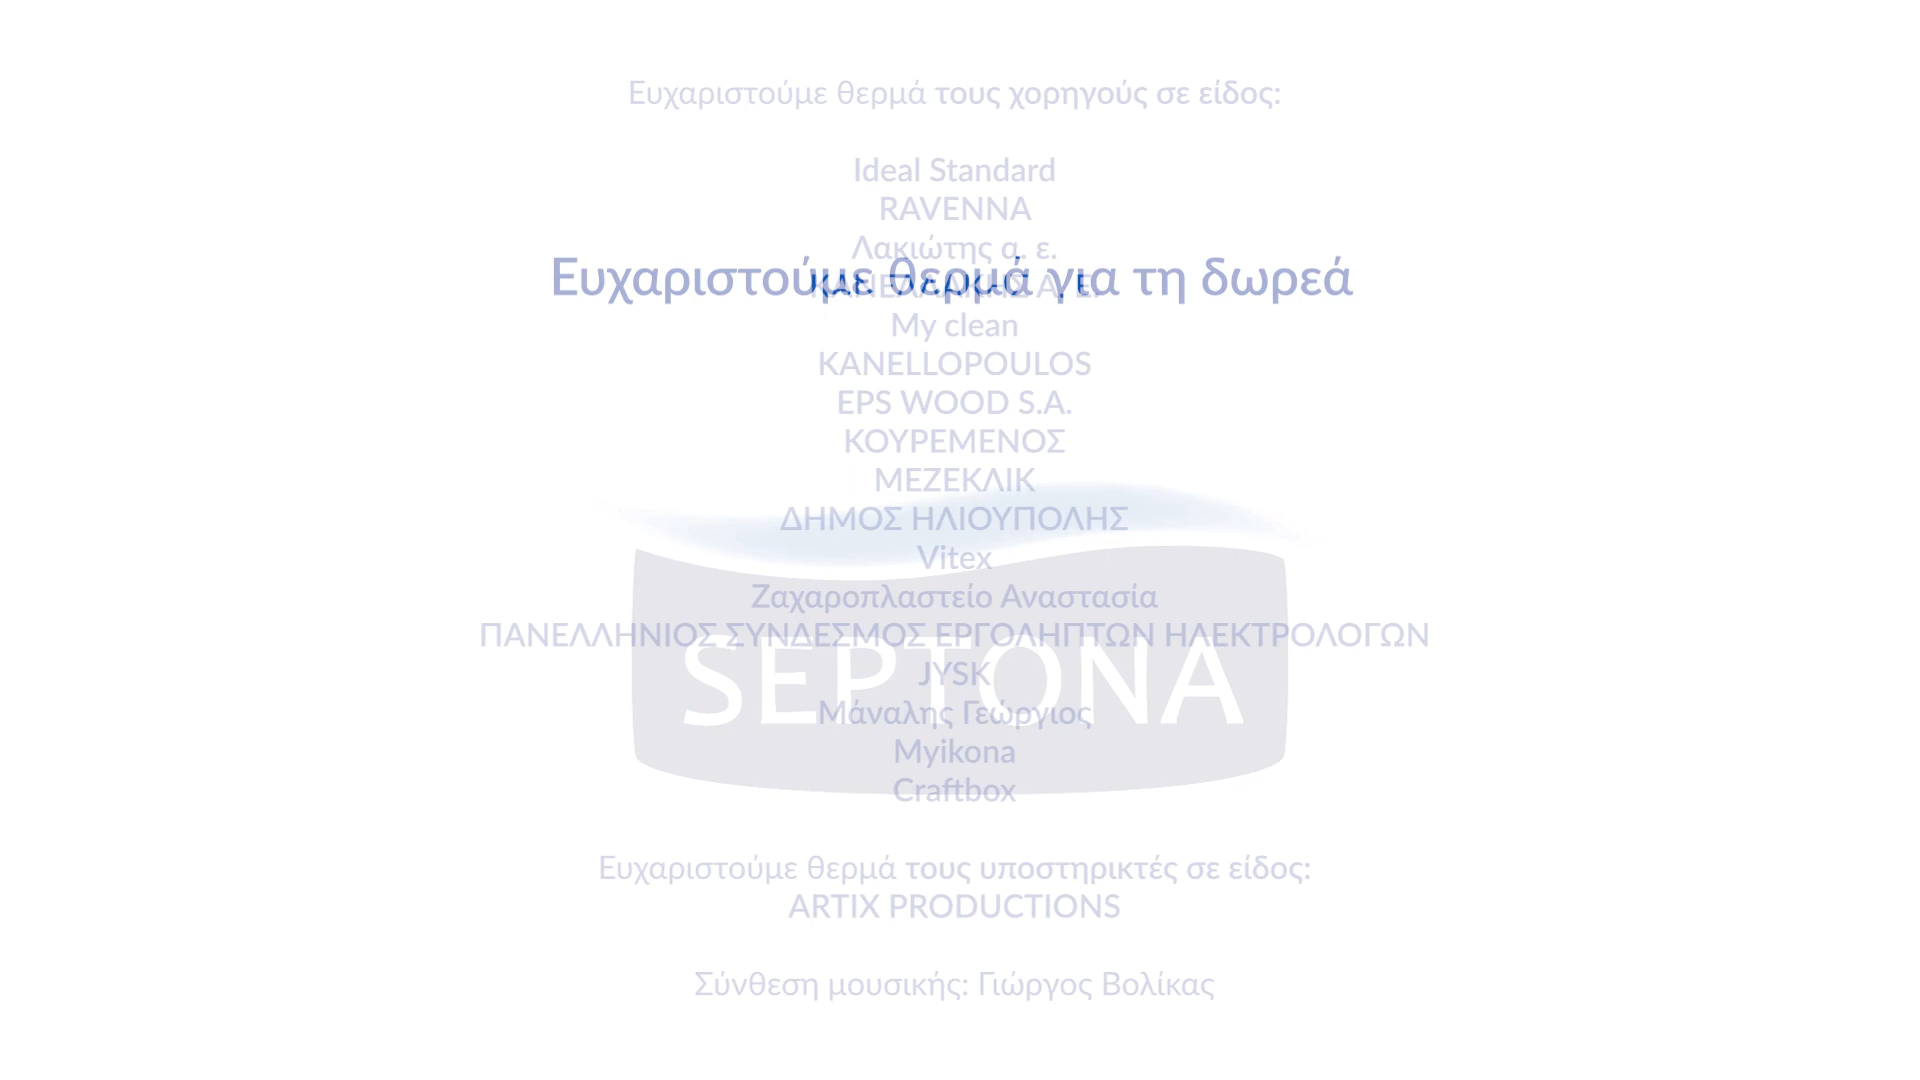 Ευχαριστούμε θερμά τους χορηγούς σε είδος:
Ideal Standard
RAVENNA
Λακιώτης α. ε.
Ευχαριστούμε θερμά για τη δωρεά
My clean
KANELLOPOULOS
EPS WOOD S.A.
ΚΟΥΡΕΜΕΝΟΣ
ΜΕΖΕΚΛΙΚ
ΔΗΜΟΣ ΗΛΙΟΥΠΟΛΗΣ
Vitex
Ζαχαροπλαστείο Αναστασία
ΠΑΝΕΛΛΗΝΙΟΣ ΣΥΝΔΕΣΜΟΣ ΕΡΓΟΛΗΠΤΩΝ ΗΛΕΚΤΡΟΛΟΓΩΝ
SEPTONA
JYSK
Μάναλης Γεώργιος
Myikona
Craftbox
Ευχαριστούμε θερμά τους υποστηρικτές σε είδος:
ARTIX PRODUCTIONS
Σύνθεση μουσικής: Γιώργος Βολίκας